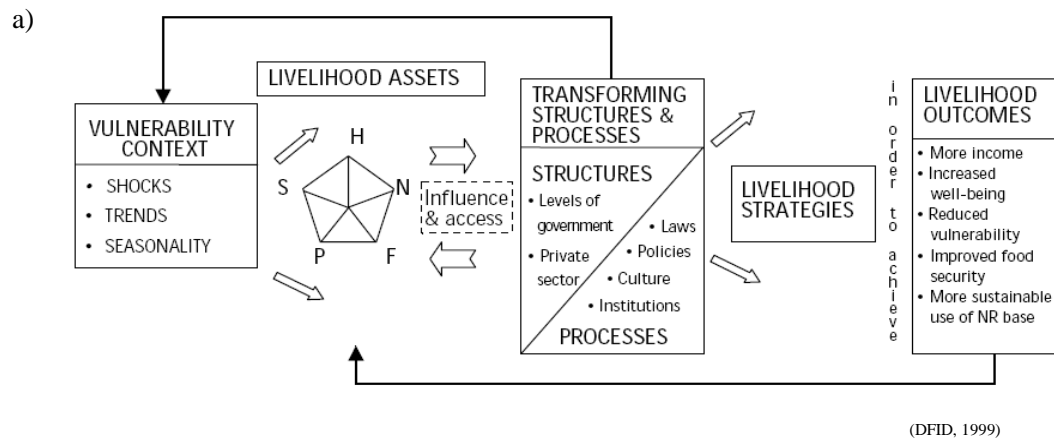 a)
LIVELIHOOD ASSETS
VULNERABILITY
CONTEXT
• SHOCKS
• TRENDS
• SEASONALITY
H
S
N
P
F
Influence
& access
TRANSFORMING
STRUCTURES &
PROCESSES
STRUCTURES
• Levels of
government
• Private
sector
• Laws
• Policies
• Culture
• Institutions
PROCESSES
LIVELIHOOD
STRATEGIES
in order to achieve
LIVELIHOOD
OUTCOMES
• More income
• Increased
well-being
• Reduced
vulnerability
• Improved food
security
• More sustainable
use of NR base
(DFID, 1999)